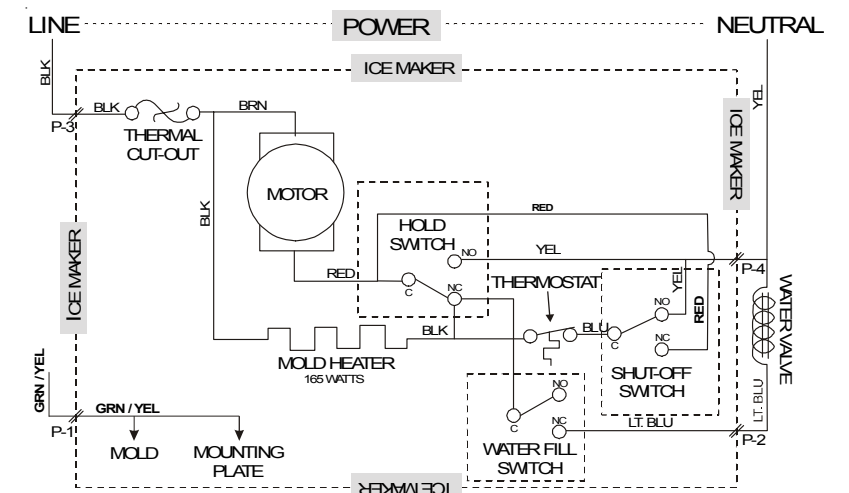 LINE
POWER
NEUTRAL
ICE MAKER
BLK
YEL
BLK
BRN
P-3
THERMAL
CUT-OUT
ICE MAKER
MOTOR
BLK
HOLD
SWITCH
RED
NO
YEL
P-4
ICE MAKER
RED
C
NC
THERMOSTAT
YEL
RED
NO
WATER VALVE
BLK
BLU
C
NC
MOLD HEATER
165 WATTS
SHUT-OFF
SWITCH
GRN / YEL
GRN / YEL
P-1
MOLD
MOUNTING
PLATE
NO
C
NC
LT. BLU
LT. BLU
P-2
WATER FILL
SWITCH
ICE MAKER